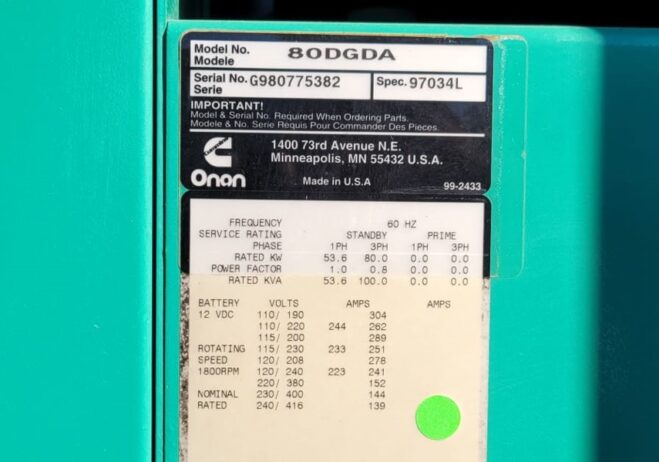 Model No. 80DGDA
Modele
Serial No. G980775382 Spec. 97034L
Serie
IMPORTANT!
Model & Serial No. Required When Ordering Parts.
Modele & No. Serie Requis Pour Commander Des Pieces.
1400 73rd Avenue N.E.
Minneapolis, MN 55432 U.S.A.
Onan Made in U.S.A 99-2433
FREQUENCY 60 HZ
SERVICE RATING STANDBY PRIME
PHASE 1PH 3PH 1PH 3PH
RATED KW 53.6 80.0 0.0 0.0
POWER FACTOR 1.0 0.8 0.0 0.0
RATED KVA 53.6 100.0 0.0 0.0
BATTERY VOLTS AMPS AMPS
12 VDC 110/ 190 304
110/ 220 244 262
115/ 200 289
ROTATING 115/ 230 233 251
SPEED 120/ 208 278
1800RPM 120/ 240 223 241
220/ 380 152
NOMINAL 230/ 400 144
RATED 240/ 416 139